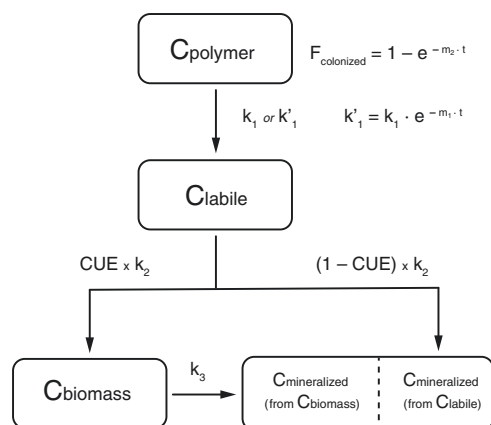 Cpolymer
Fcolonized = 1 – e – m2 · t
k1 or k'1
k'1 = k1 · e – m1 · t
Clabile
CUE x k2
(1 – CUE) x k2
Cbiomass
k3
Cmineralized
(from Cbiomass)
Cmineralized
(from Clabile)